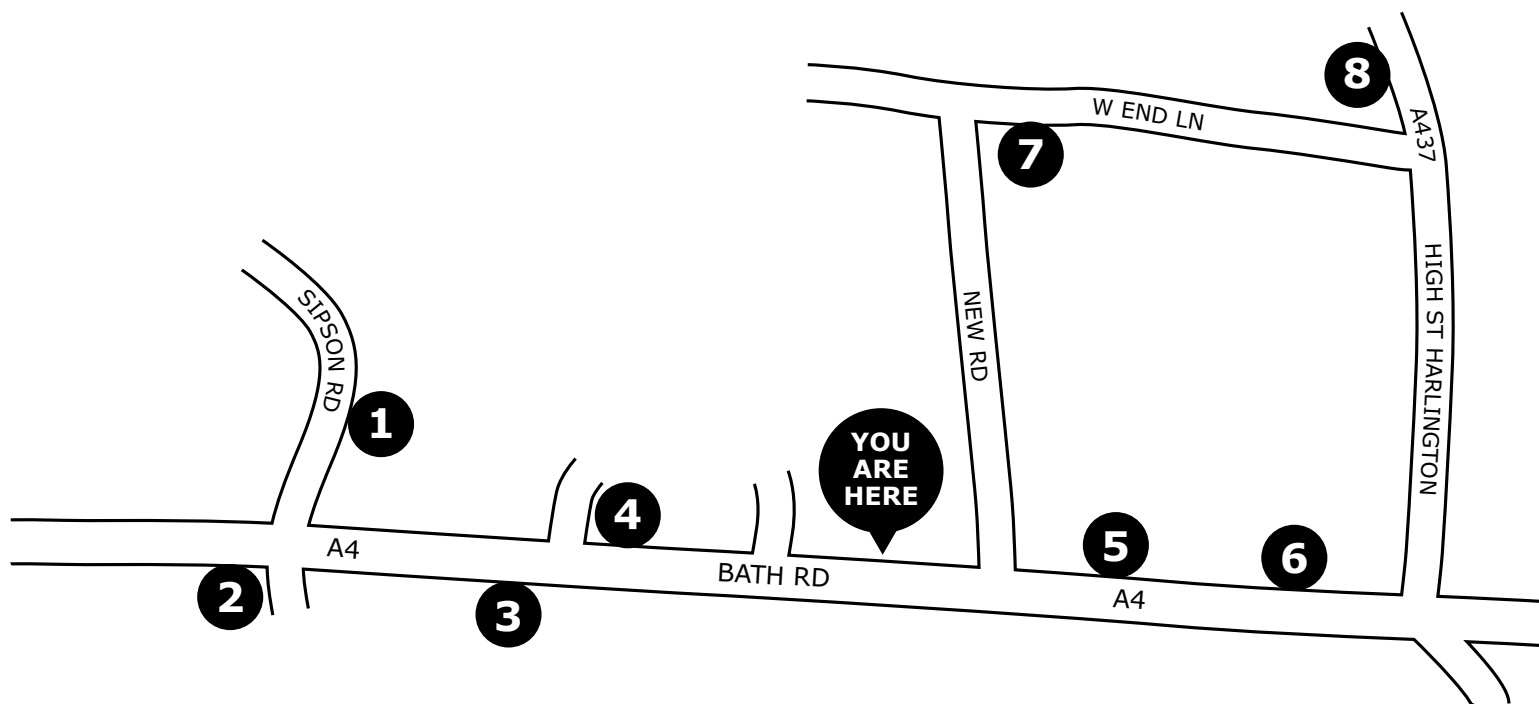 8
W END LN
A437
7
SIPSON RD
NEW RD
HIGH ST HARLINGTON
1
YOU
ARE
HERE
4
A4
5
6
BATH RD
2
3
A4